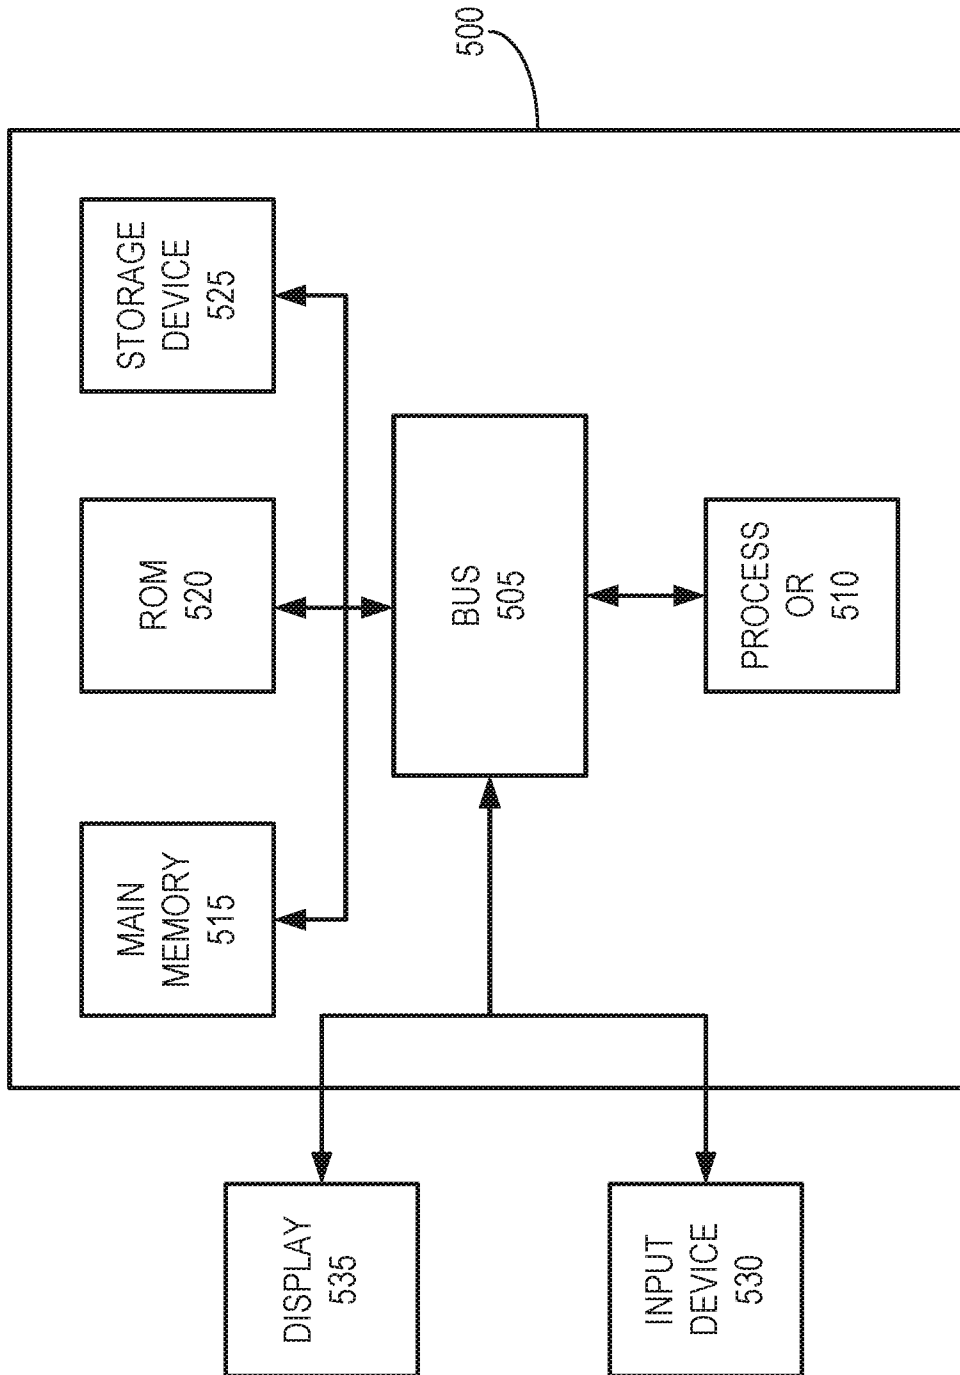 500
DISPLAY
535
MAIN
MEMORY
515
ROM
520
STORAGE
DEVICE
525
BUS
505
INPUT
DEVICE
530
PROCESS
OR
510